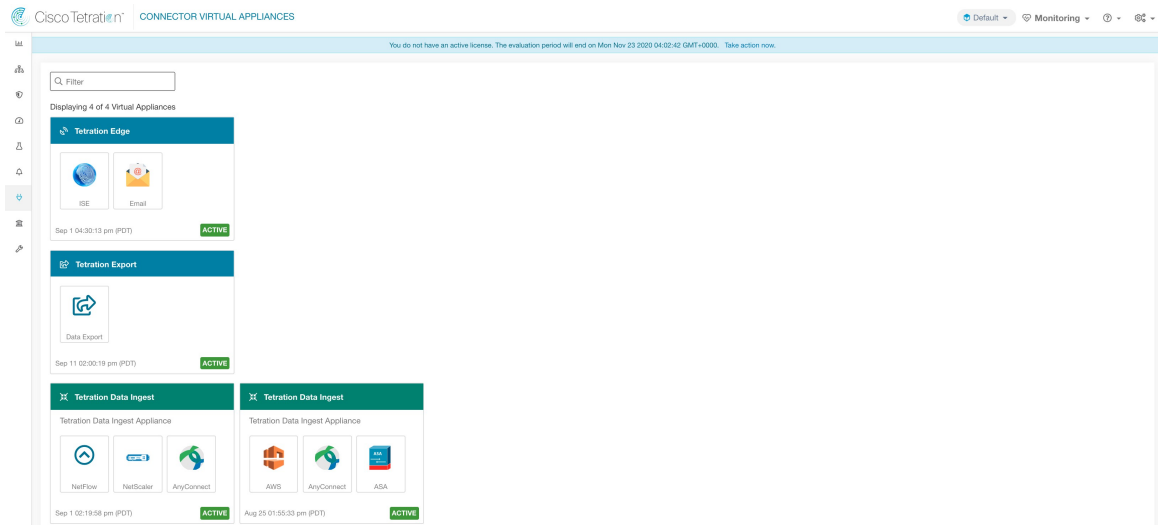 Cisco Tetration™ CONNECTOR VIRTUAL APPLIANCES Default Monitoring
You do not have an active license. The evaluation period will end on Mon Nov 23 2020 04:02:42 GMT+0000. Take action now.
Filter
Displaying 4 of 4 Virtual Appliances
Tetration Edge
ISE Email
Sep 1 04:30:13 pm (PDT) ACTIVE
Tetration Export
Data Export
Sep 11 02:00:19 pm (PDT) ACTIVE
Tetration Data Ingest
Tetration Data Ingest Appliance
NetFlow NetScaler AnyConnect
Sep 1 02:19:58 pm (PDT) ACTIVE
Tetration Data Ingest
Tetration Data Ingest Appliance
AWS AnyConnect ASA
Aug 25 01:55:33 pm (PDT) ACTIVE